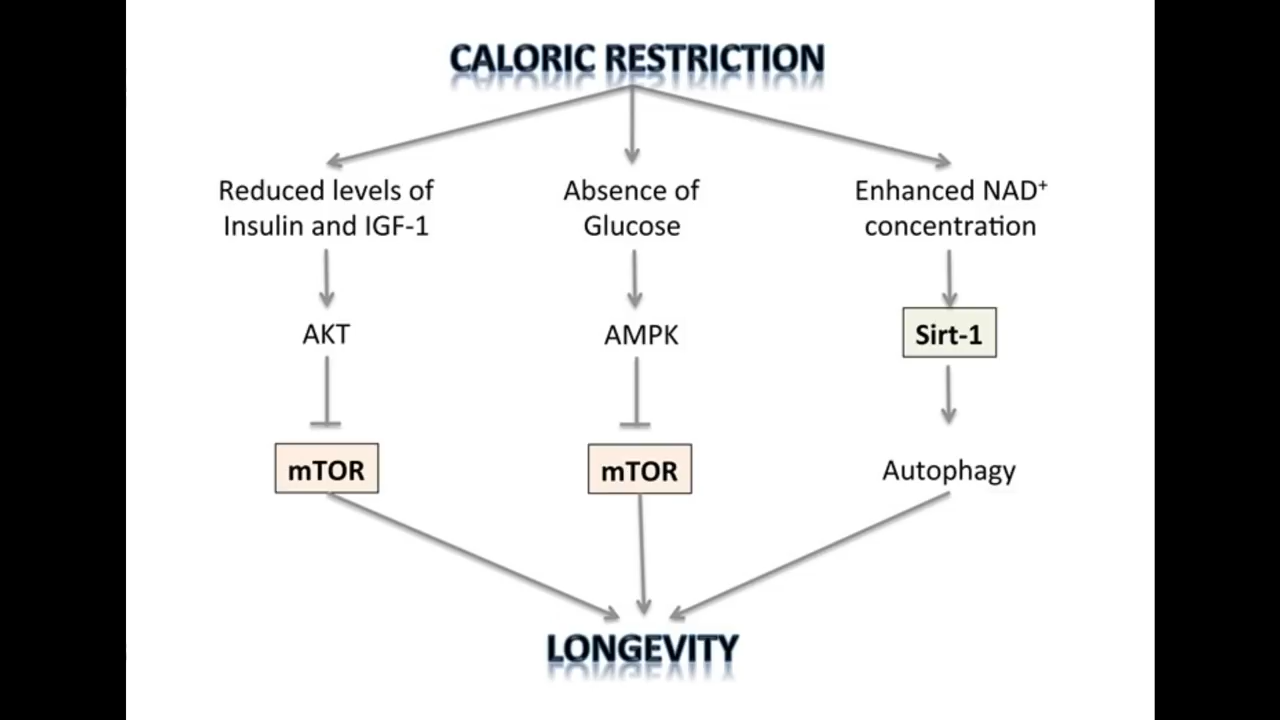 CALORIC RESTRICTION
Reduced levels of
Insulin and IGF-1
Absence of
Glucose
Enhanced NAD⁺
concentration
AKT
AMPK
Sirt-1
mTOR
mTOR
Autophagy
LONGEVITY